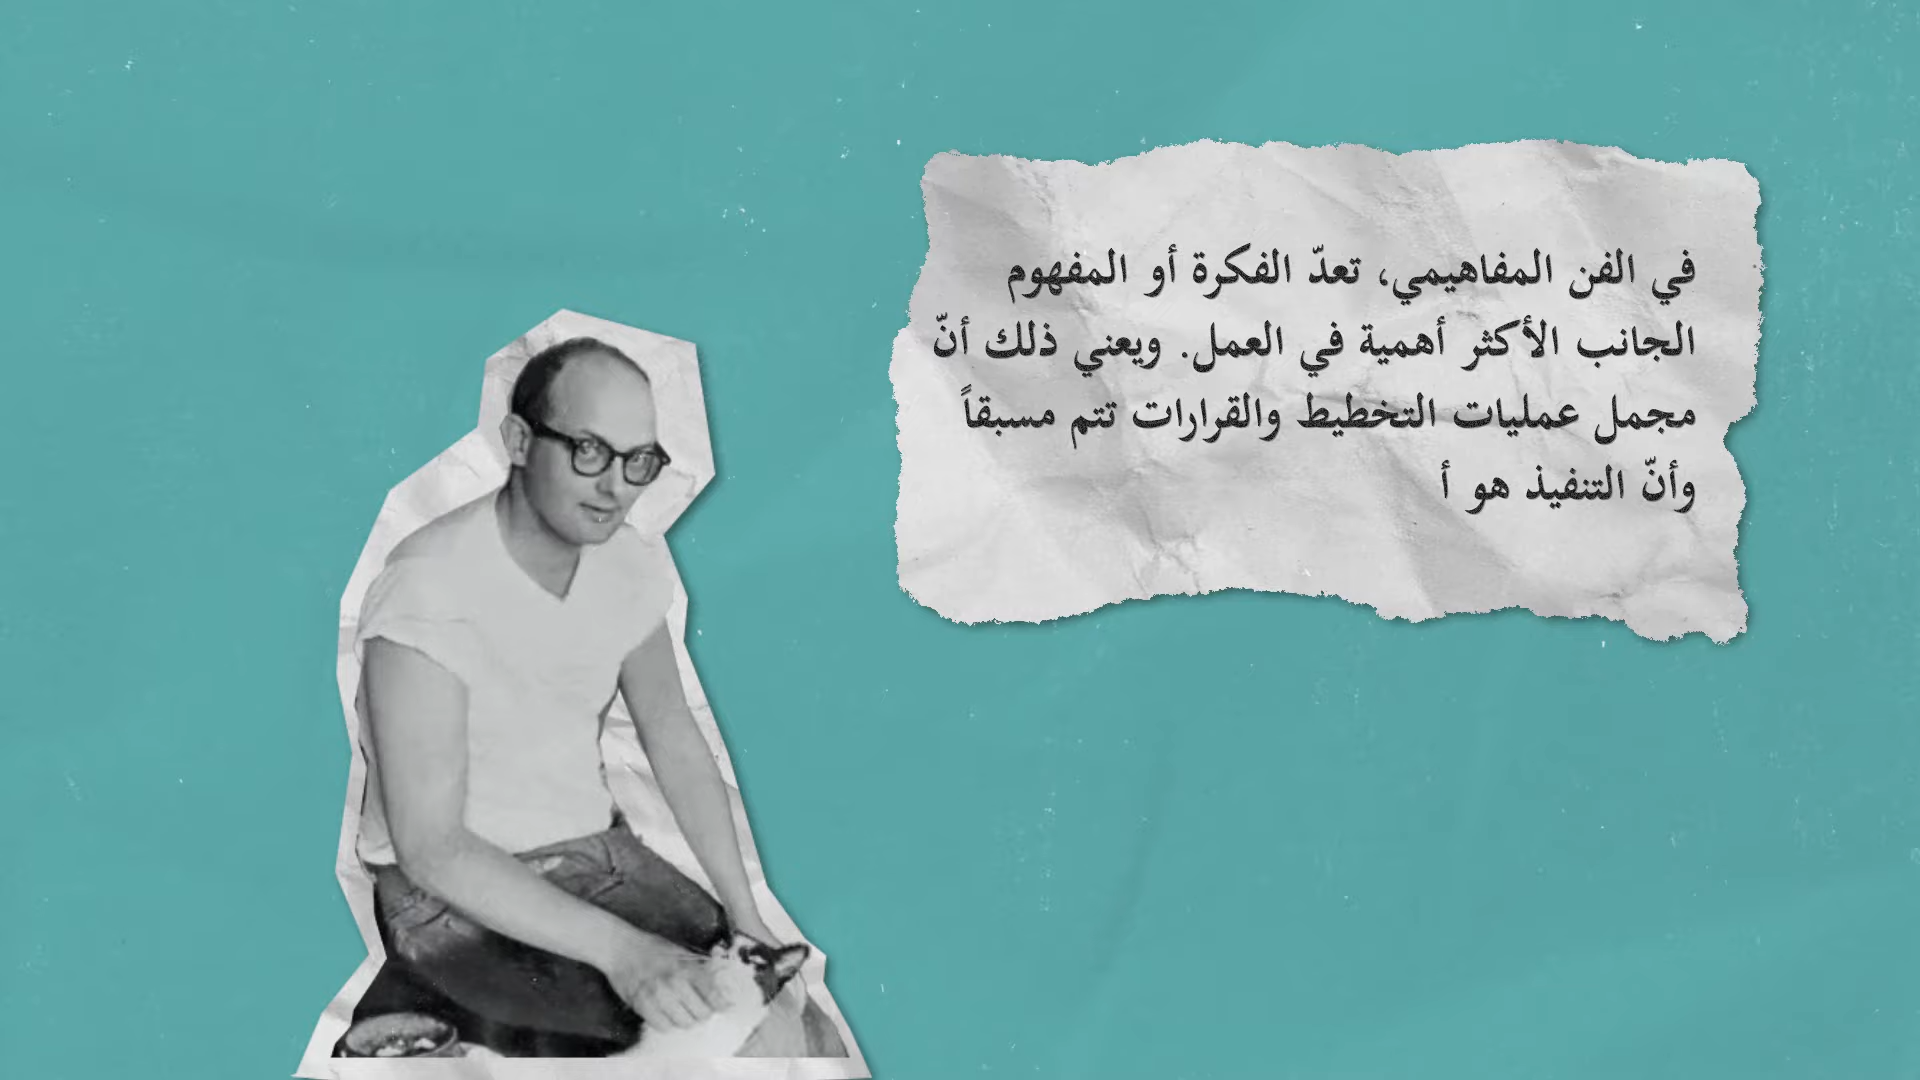 في الفن المفاهيمي، تعدّ الفكرة أو المفهوم
الجانب الأكثر أهمية في العمل. ويعني ذلك أنّ
مجمل عمليات التخطيط والقرارات تتم مسبقاً
وأنّ التنفيذ هو أ